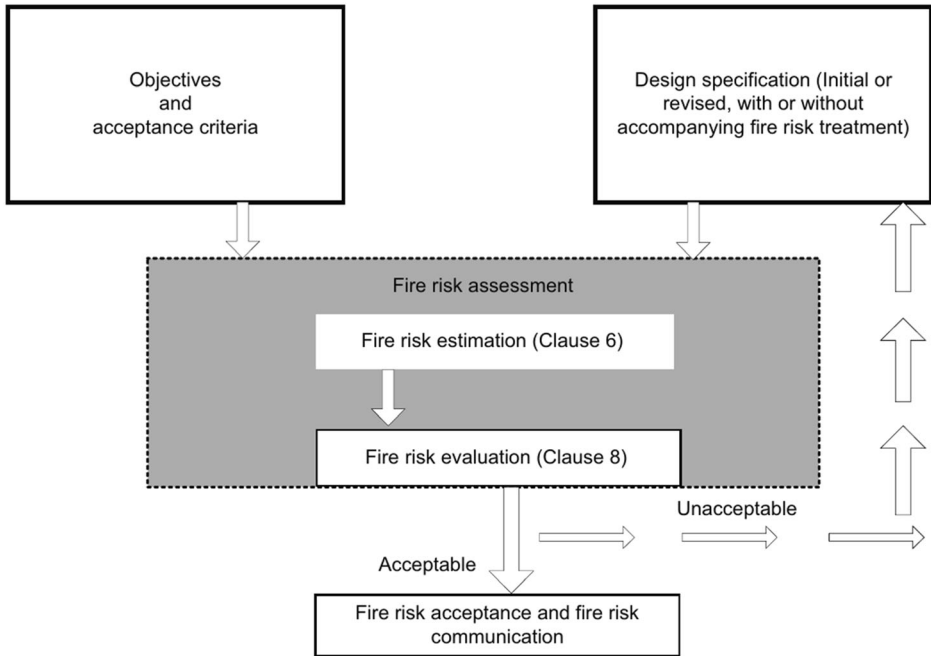 Objectives
and
acceptance criteria
Design specification (Initial or
revised, with or without
accompanying fire risk treatment)
Fire risk assessment
Fire risk estimation (Clause 6)
Fire risk evaluation (Clause 8)
Unacceptable
Acceptable
Fire risk acceptance and fire risk
communication